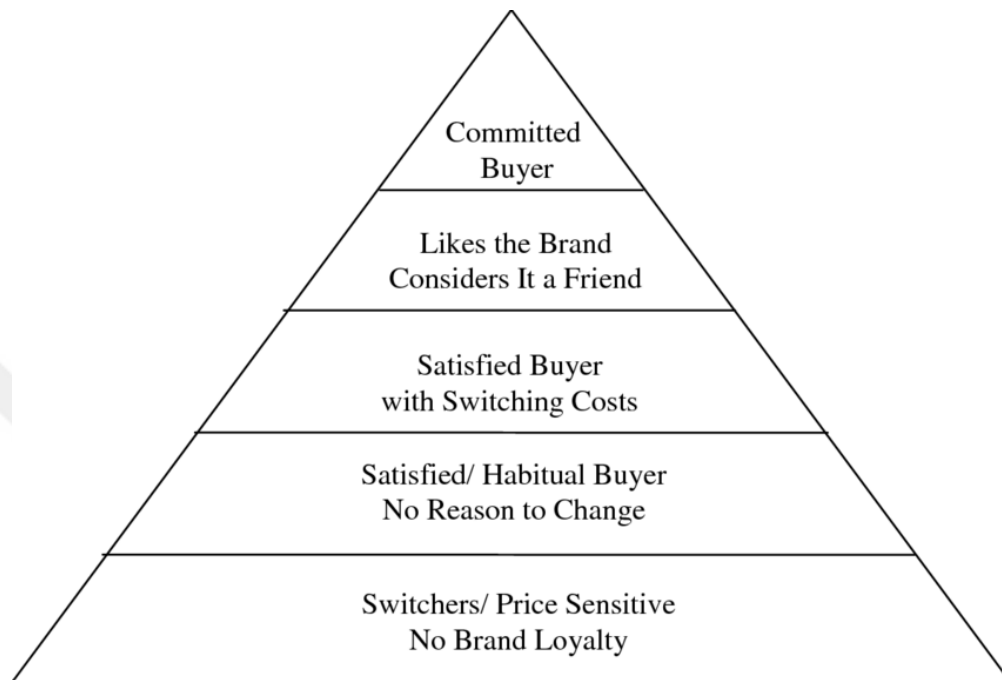 Committed
Buyer
Likes the Brand
Considers It a Friend
Satisfied Buyer
with Switching Costs
Satisfied/ Habitual Buyer
No Reason to Change
Switchers/ Price Sensitive
No Brand Loyalty